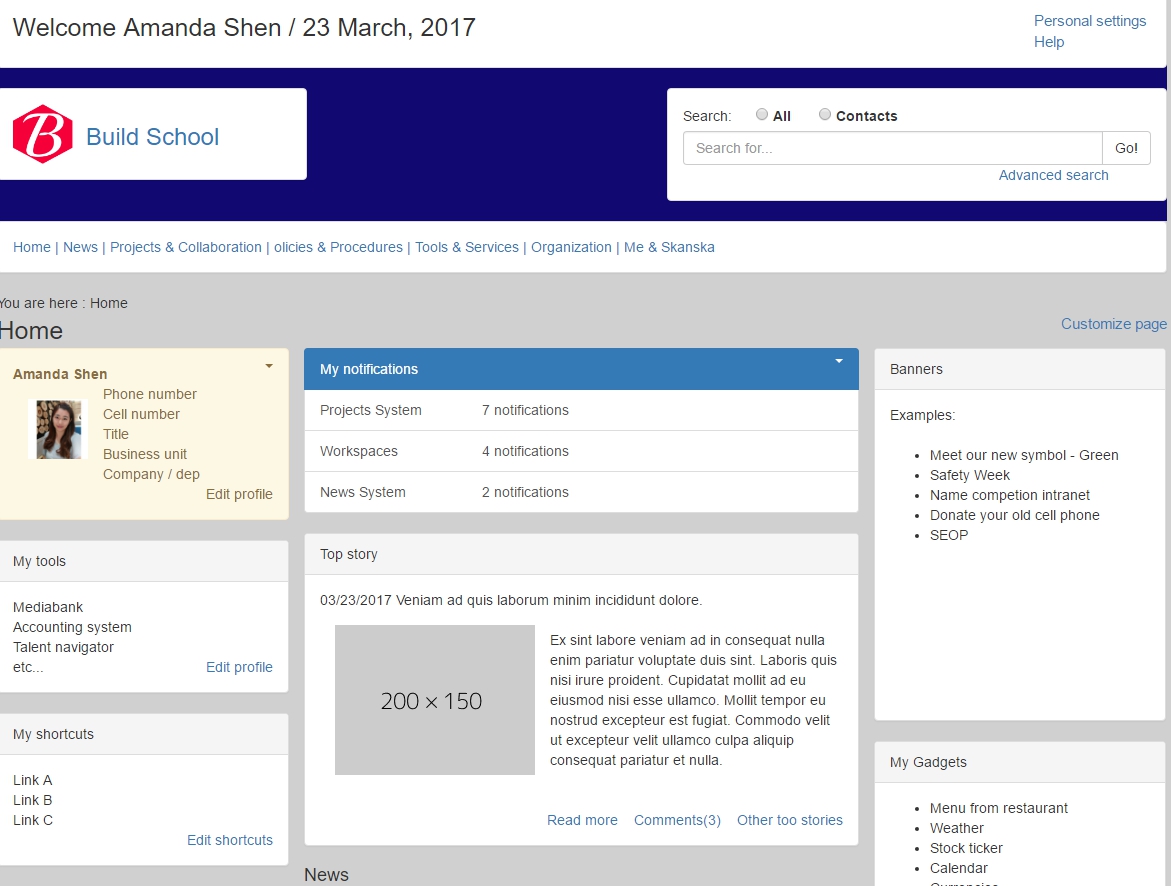 Welcome Amanda Shen / 23 March, 2017
Personal settings
Help
B
Build School
Search: All Contacts
Search for...
Go!
Advanced search
Home | News | Projects & Collaboration | olicies & Procedures | Tools & Services | Organization | Me & Skanska
You are here : Home
Home
Customize page
Amanda Shen
Phone number
Cell number
Title
Business unit
Company / dep
Edit profile
My tools
Mediabank
Accounting system
Talent navigator
etc...
Edit profile
My shortcuts
Link A
Link B
Link C
Edit shortcuts
My notifications
Projects System 7 notifications
Workspaces 4 notifications
News System 2 notifications
Top story
03/23/2017 Veniam ad quis laborum minim incididunt dolore.
200 × 150
Ex sint labore veniam ad in consequat nulla
enim pariatur voluptate duis sint. Laboris quis
nisi irure proident. Cupidatat mollit ad eu
eiusmod nisi esse ullamco. Mollit tempor eu
nostrud excepteur est fugiat. Commodo velit
ut excepteur velit ullamco culpa aliquip
consequat pariatur et nulla.
Read more Comments(3) Other too stories
News
Banners
Examples:
• Meet our new symbol - Green
• Safety Week
• Name competion intranet
• Donate your old cell phone
• SEOP
My Gadgets
• Menu from restaurant
• Weather
• Stock ticker
• Calendar